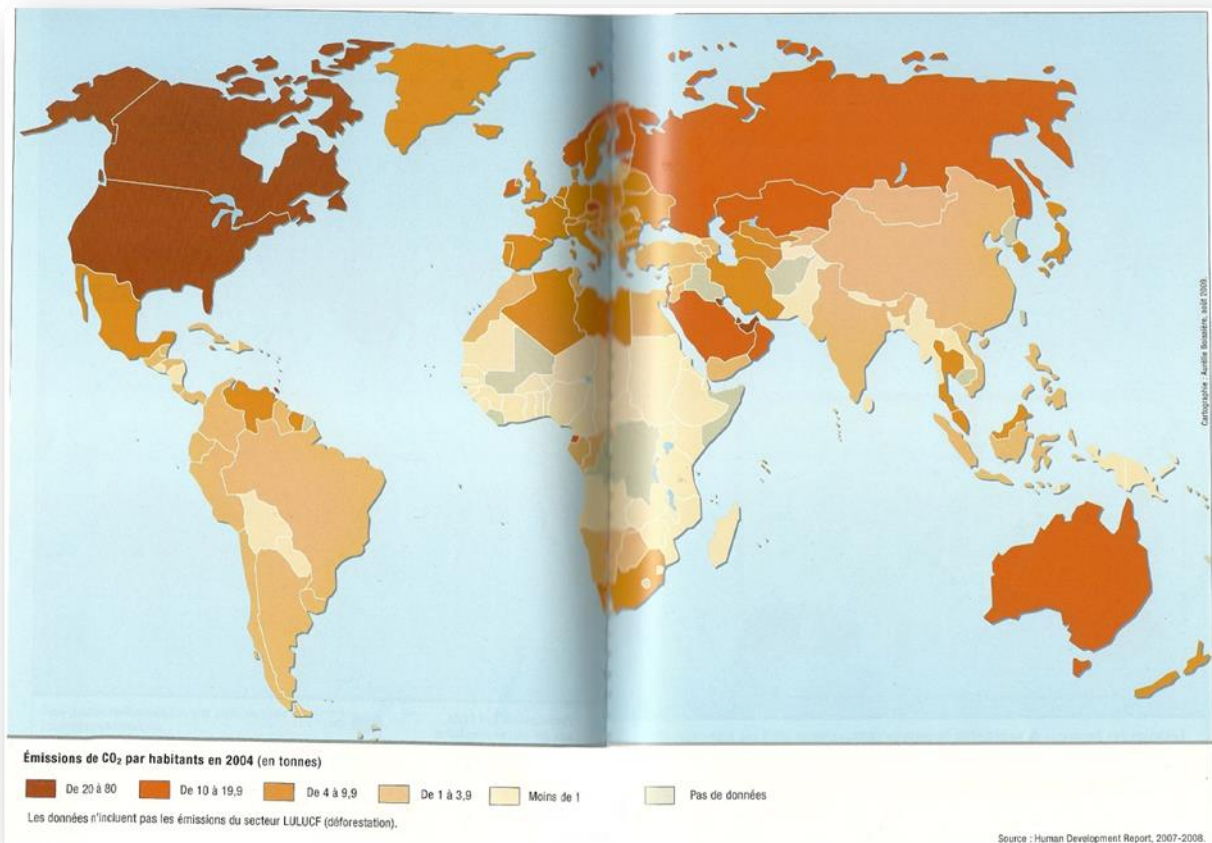 Cartographie : Aurélie Boissière, août 2009.
Émissions de CO₂ par habitants en 2004 (en tonnes)
De 20 à 80
De 10 à 19,9
De 4 à 9,9
De 1 à 3,9
Moins de 1
Pas de données
Les données n'incluent pas les émissions du secteur LULUCF (déforestation).
Source : Human Development Report, 2007-2008.